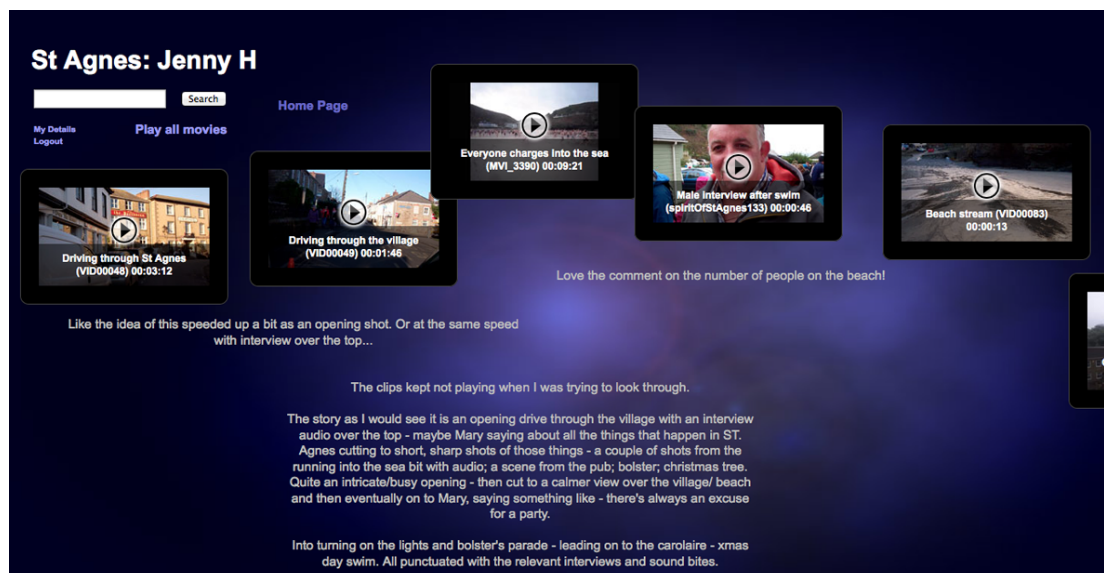 St Agnes: Jenny H
Search
Home Page
My Details
Logout
Play all movies
Everyone charges into the sea
(MVI_3390) 00:09:21
Male interview after swim
(spiritOfStAgnes133) 00:00:46
Beach stream (VID00083)
00:00:13
Driving through the village
(VID00049) 00:01:46
Driving through St Agnes
(VID00048) 00:03:12
Love the comment on the number of people on the beach!
Like the idea of this speeded up a bit as an opening shot. Or at the same speed
with interview over the top...
The clips kept not playing when I was trying to look through.
The story as I would see it is an opening drive through the village with an interview
audio over the top - maybe Mary saying about all the things that happen in ST.
Agnes cutting to short, sharp shots of those things - a couple of shots from the
running into the sea bit with audio; a scene from the pub; bolster; christmas tree.
Quite an intricate/busy opening - then cut to a calmer view over the village/ beach
and then eventually on to Mary, saying something like - there's always an excuse
for a party.
Into turning on the lights and bolster's parade - leading on to the carolaire - xmas
day swim. All punctuated with the relevant interviews and sound bites.